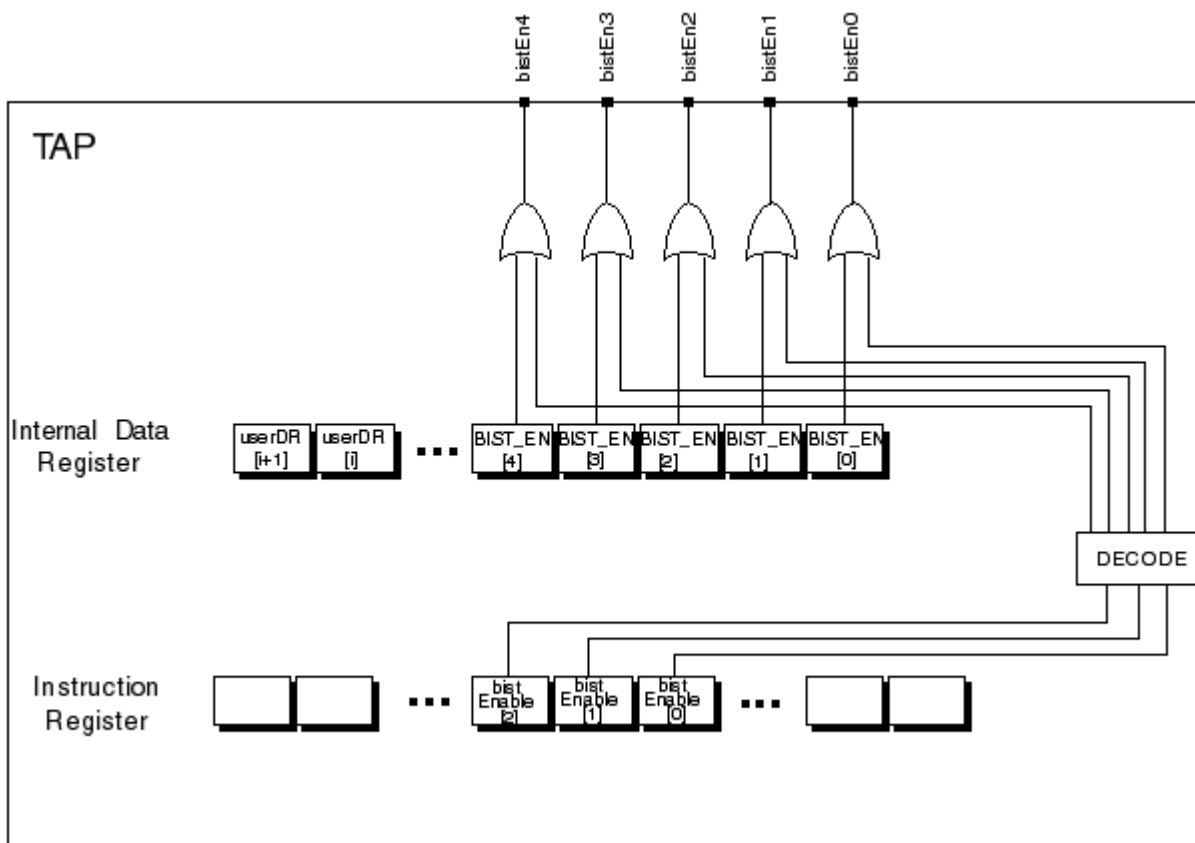 bistEn4
bistEn3
bistEn2
bistEn1
bistEn0
TAP
Internal Data
Register
userDR
[i+1]
userDR
[i]
BIST_EN
[4]
BIST_EN
[3]
BIST_EN
[2]
BIST_EN
[1]
BIST_EN
[0]
DECODE
Instruction
Register
bist
Enable
[2]
bist
Enable
[1]
bist
Enable
[0]